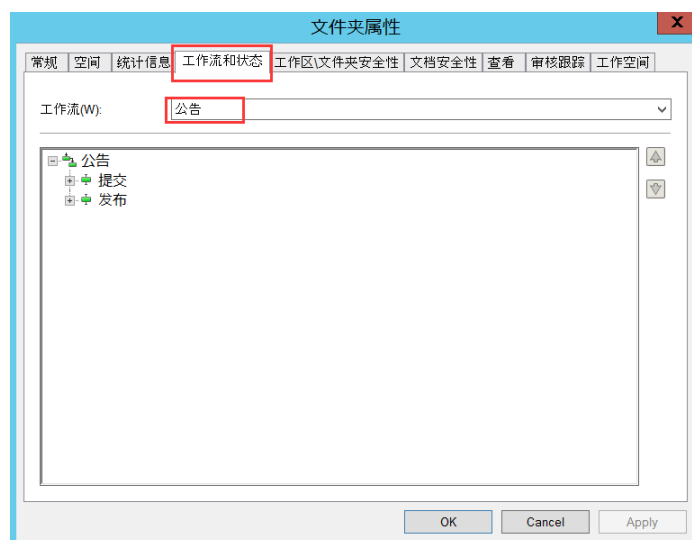 文件夹属性
X
常规 空间 统计信息 工作流和状态 工作区\文件夹安全性 文档安全性 查看 审核跟踪 工作空间
工作流(W): 公告
公告
提交
发布
OK Cancel Apply